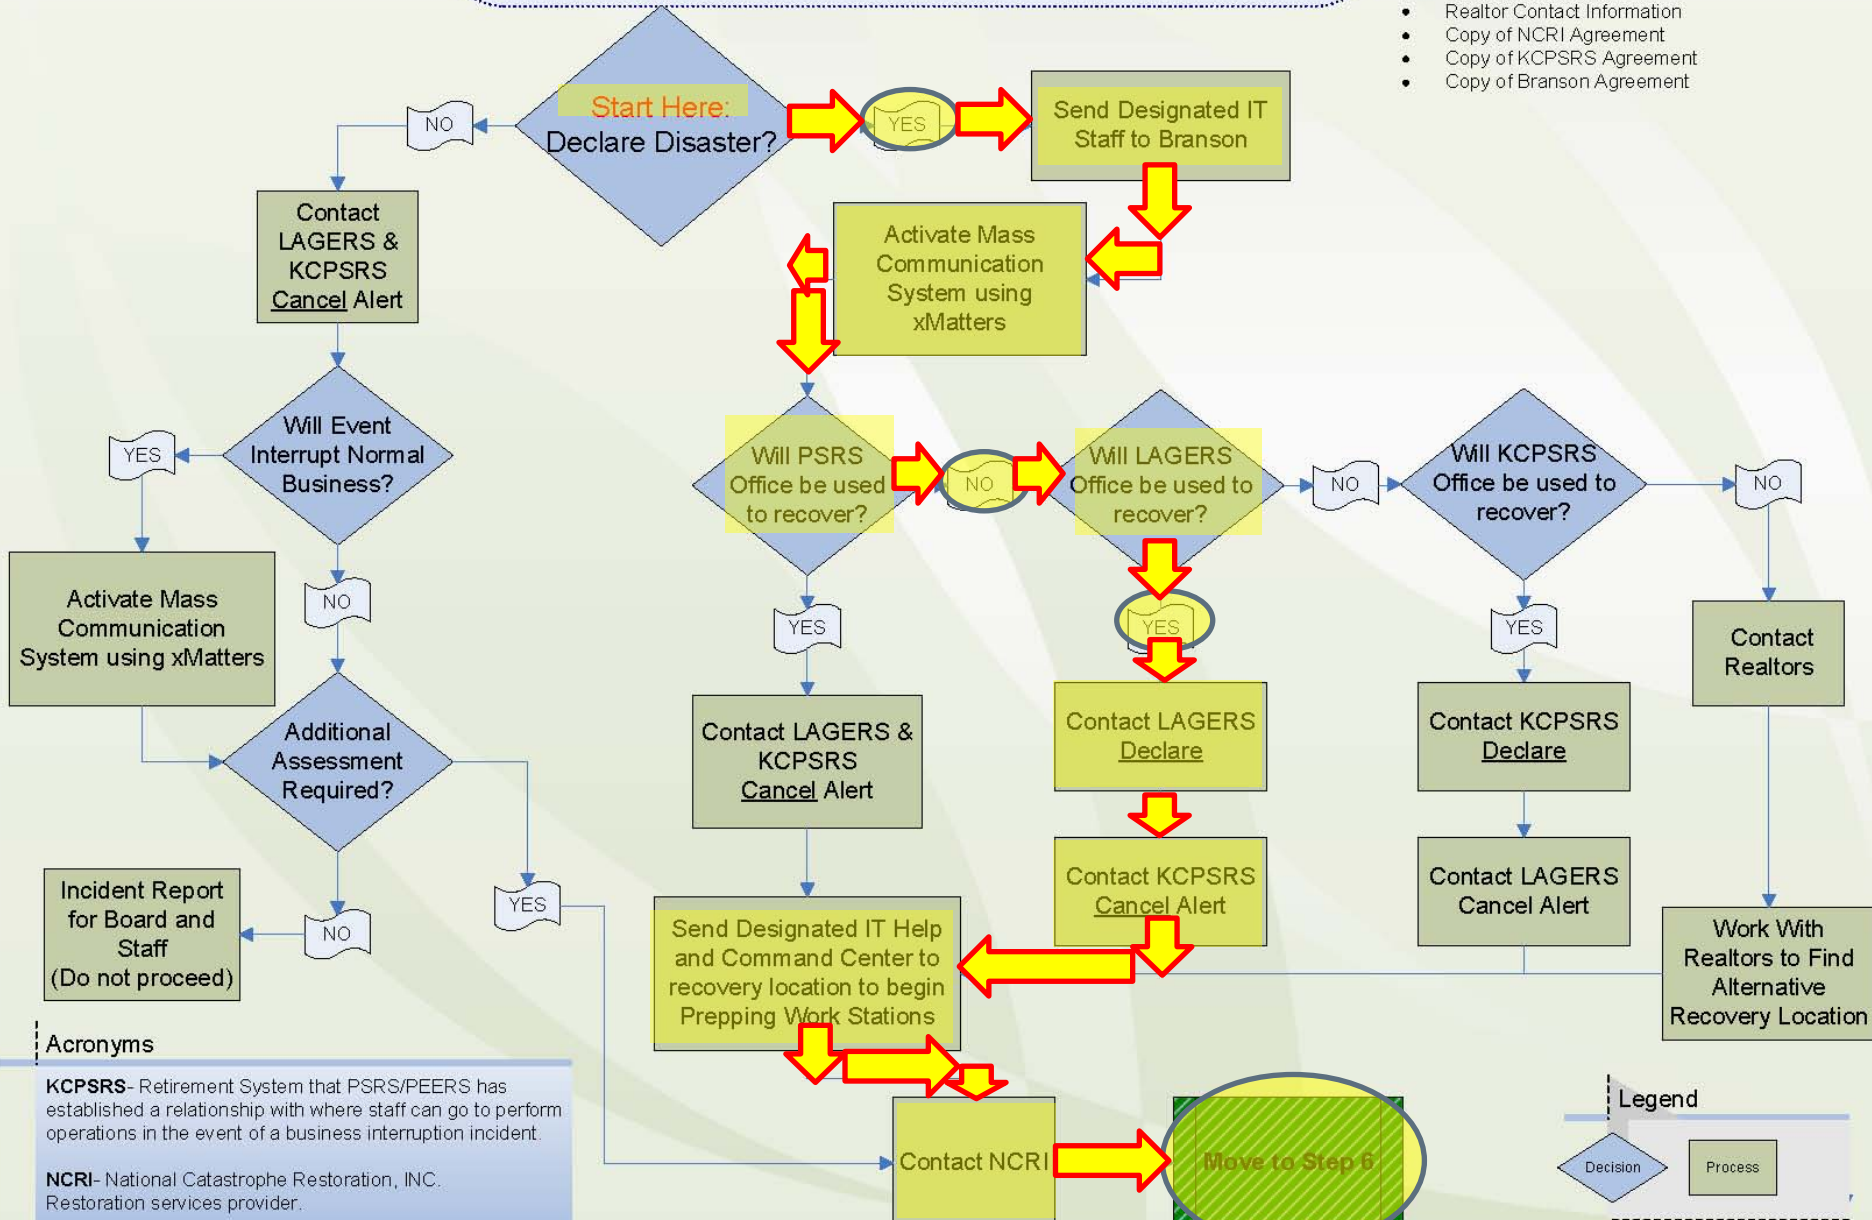 Realtor Contact Information
Copy of NCRI Agreement
Copy of KCPSRS Agreement
Copy of Branson Agreement
Start Here:
Declare Disaster?
NO
YES
Send Designated IT
Staff to Branson
Contact
LAGERS &
KCPSRS
Cancel Alert
Activate Mass
Communication
System using
xMatters
Will Event
Interrupt Normal
Business?
YES
NO
Will PSRS
Office be used
to recover?
NO
Will LAGERS
Office be used to
recover?
NO
Will KCPSRS
Office be used to
recover?
NO
Activate Mass
Communication
System using xMatters
YES
YES
YES
Contact
Realtors
Additional
Assessment
Required?
Contact LAGERS &
KCPSRS
Cancel Alert
Contact LAGERS
Declare
Contact KCPSRS
Declare
Incident Report
for Board and
Staff
(Do not proceed)
NO
YES
Contact KCPSRS
Cancel Alert
Contact LAGERS
Cancel Alert
Send Designated IT Help
and Command Center to
recovery location to begin
Prepping Work Stations
Work With
Realtors to Find
Alternative
Recovery Location
Acronyms
KCPSRS- Retirement System that PSRS/PEERS has
established a relationship with where staff can go to perform
operations in the event of a business interruption incident.
NCRI- National Catastrophe Restoration, INC.
Restoration services provider.
Contact NCRI
Move to Step 6
Legend
Decision
Process